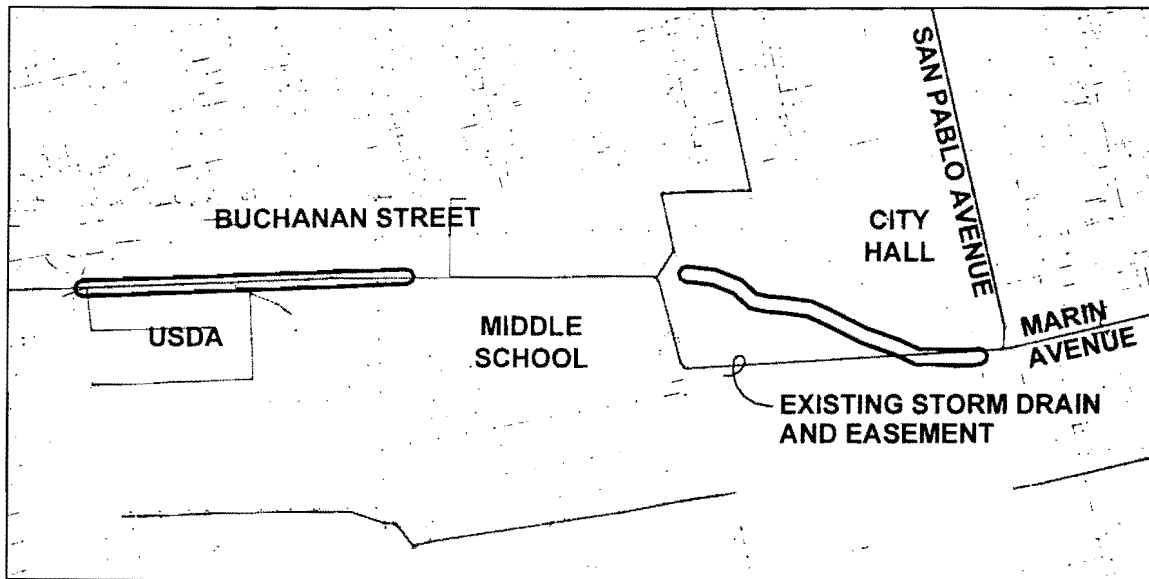 SAN PABLO AVENUE
BUCHANAN STREET
CITY
HALL
USDA
MIDDLE
SCHOOL
MARIN
AVENUE
EXISTING STORM DRAIN
AND EASEMENT